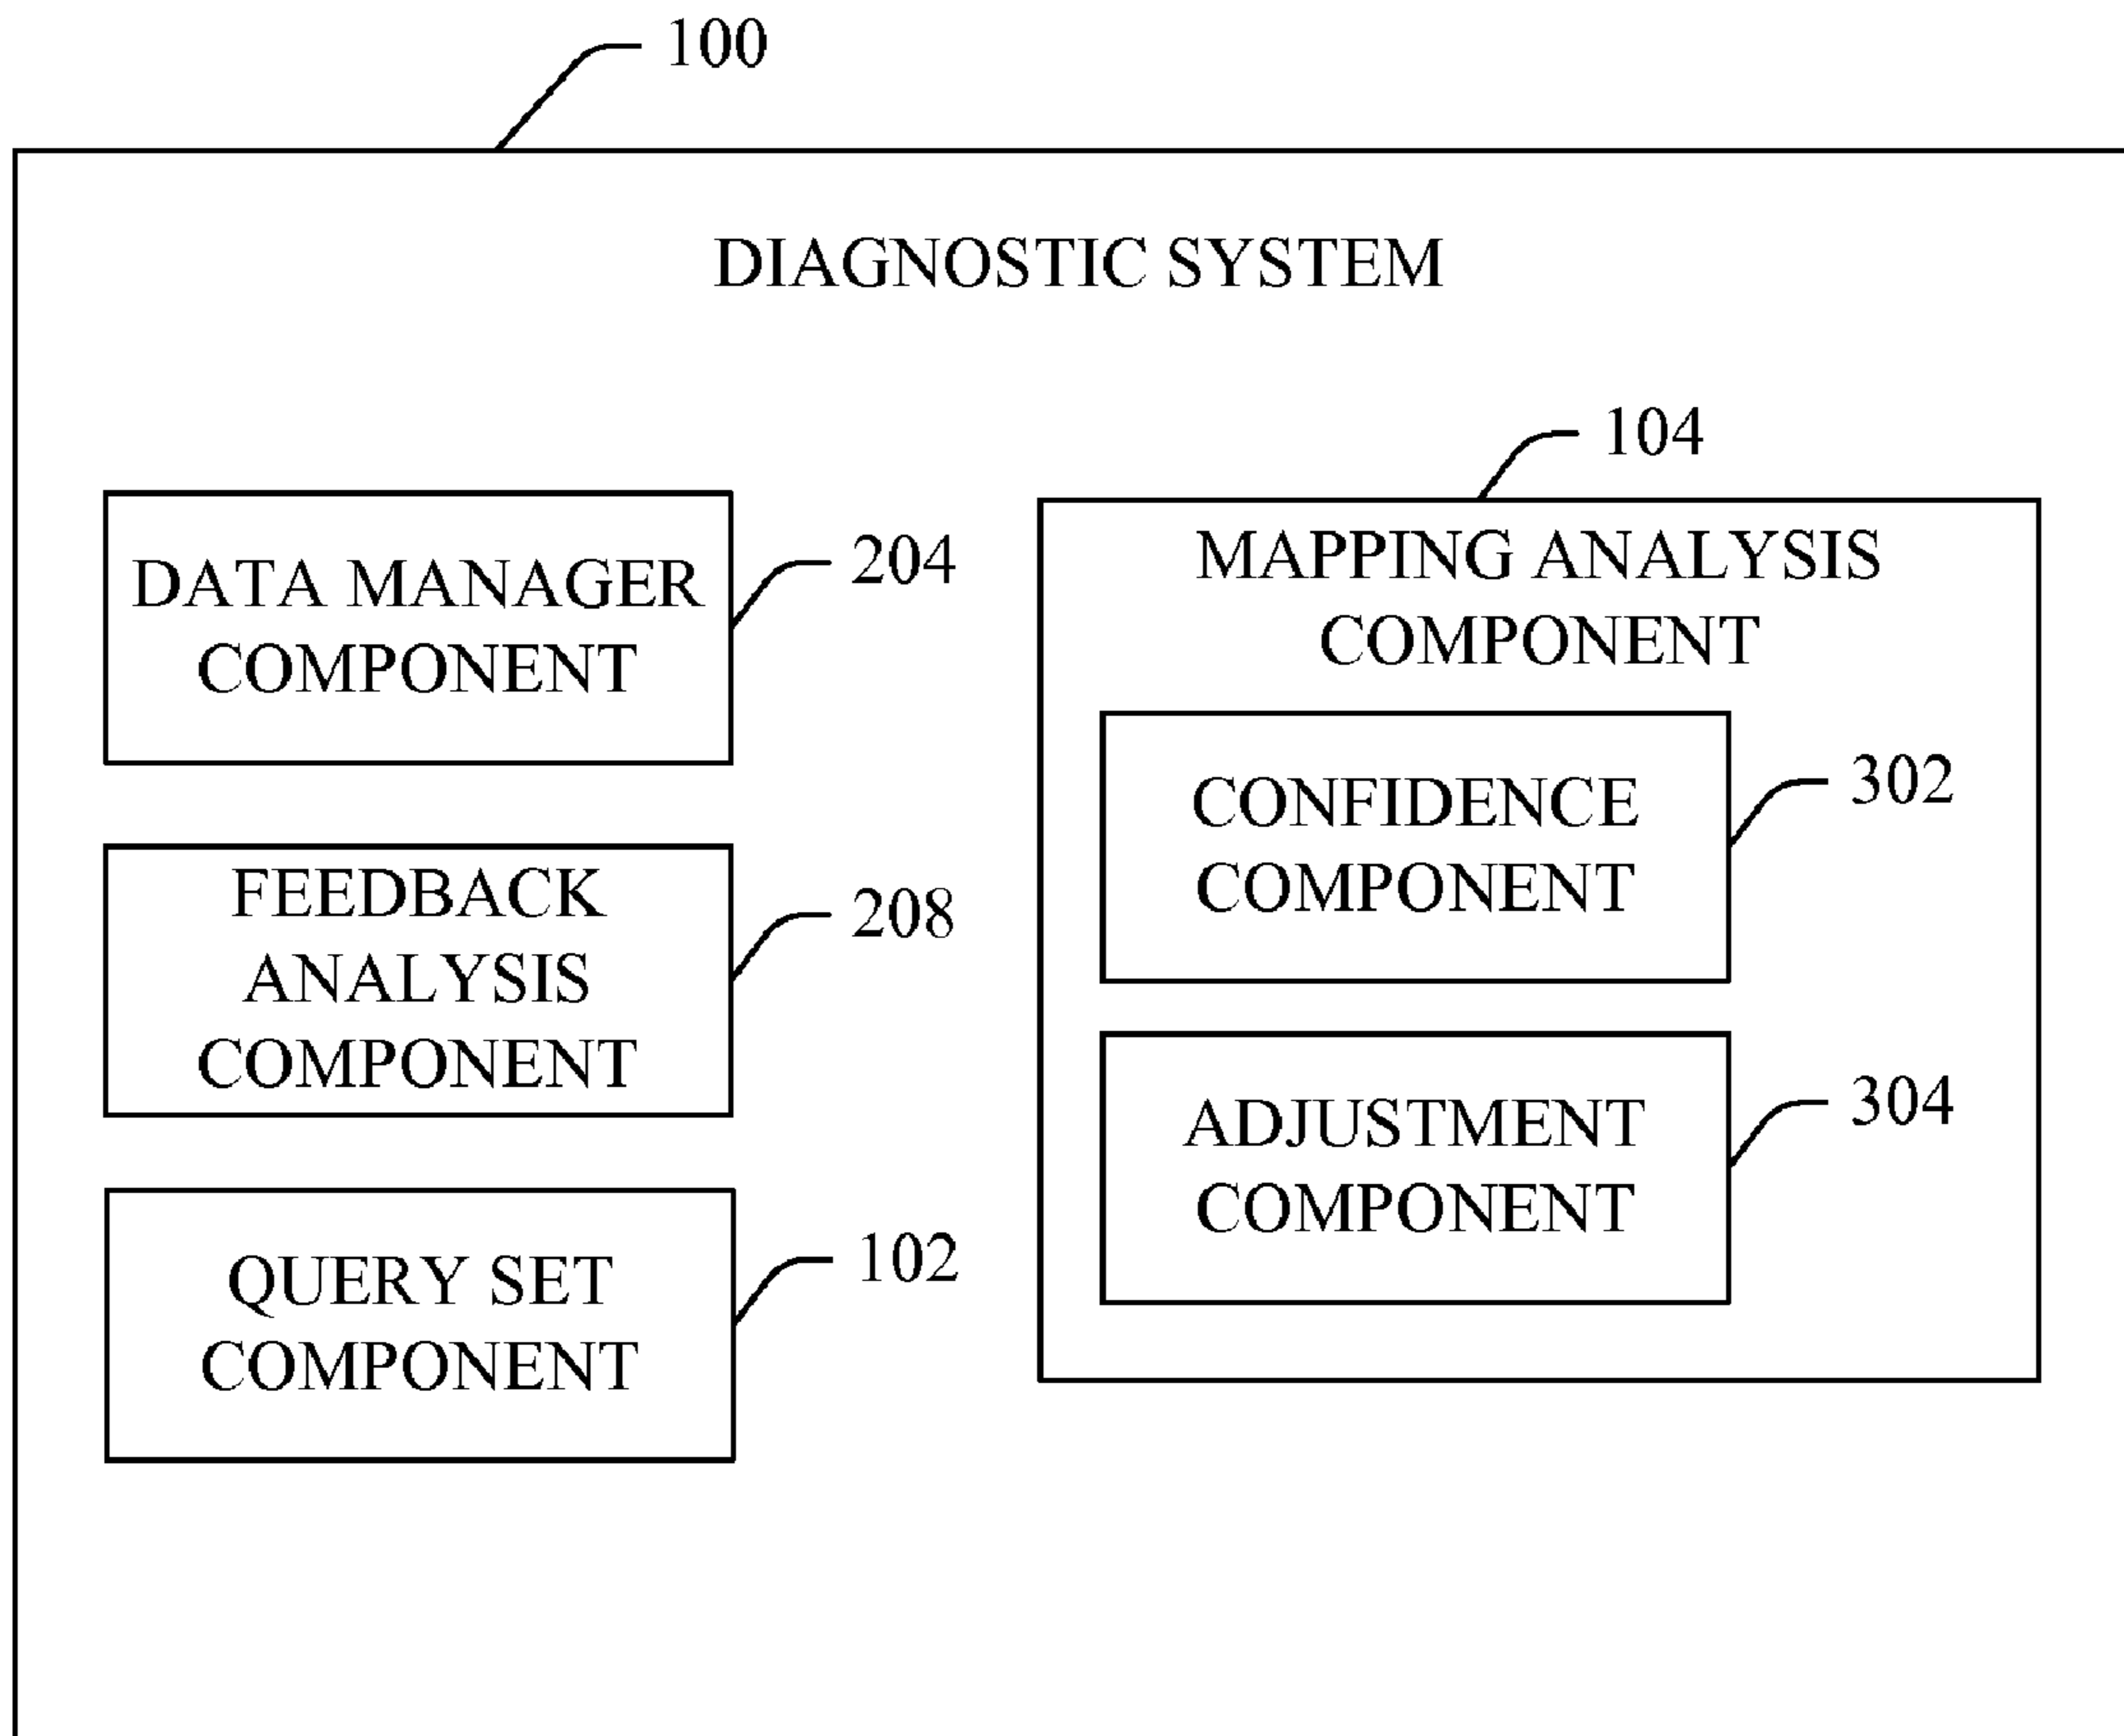 100
DIAGNOSTIC SYSTEM
DATA MANAGER
COMPONENT
204
FEEDBACK
ANALYSIS
COMPONENT
208
QUERY SET
COMPONENT
102
104
MAPPING ANALYSIS
COMPONENT
CONFIDENCE
COMPONENT
302
ADJUSTMENT
COMPONENT
304